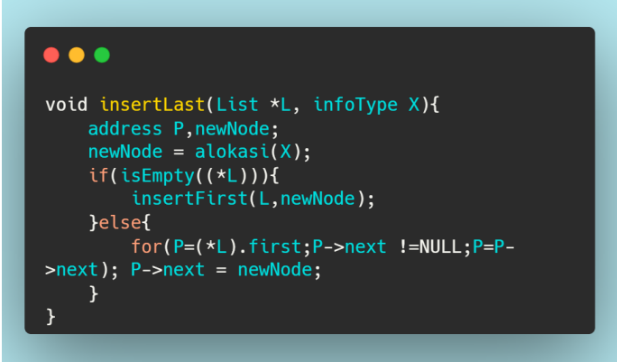 void insertLast(List *L, infoType X){
    address P,newNode;
    newNode = alokasi(X);
    if(isEmpty((*L))){
        insertFirst(L,newNode);
    }else{
        for(P=(*L).first;P->next !=NULL;P=P-
>next); P->next = newNode;
    }
}